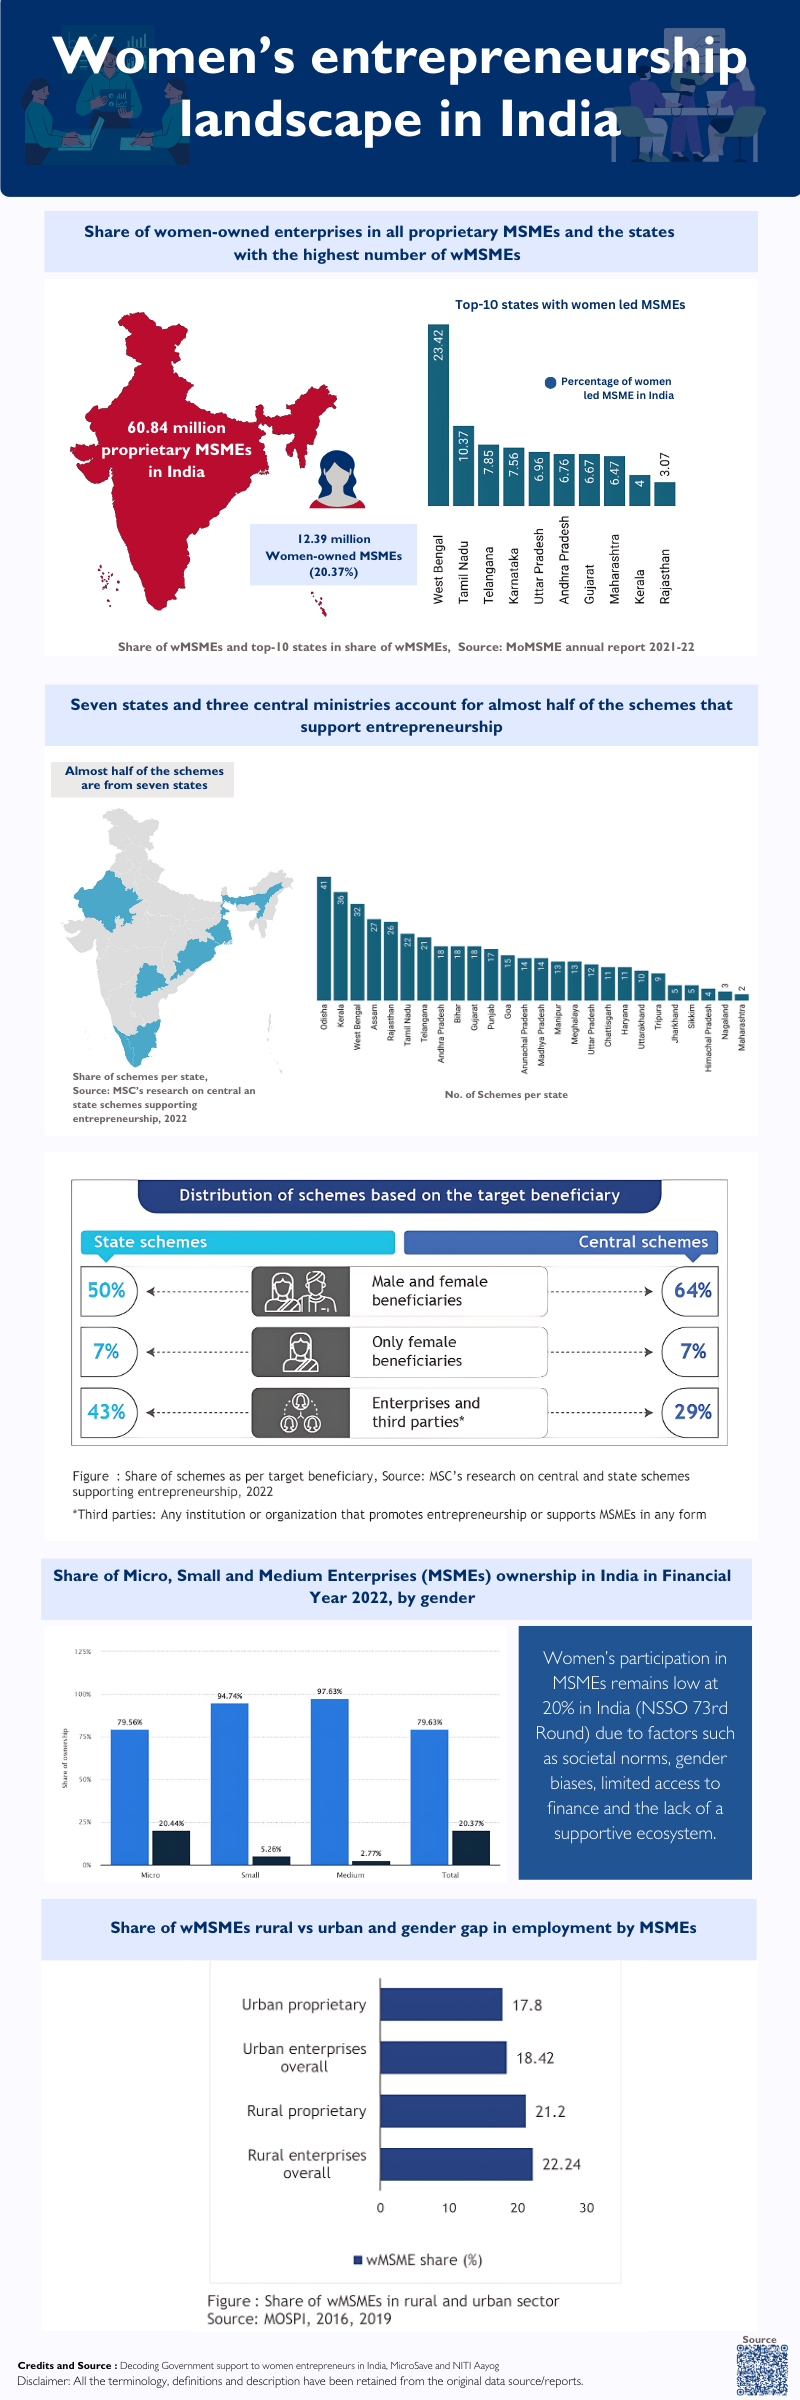 Women's entrepreneurship
landscape in India
Share of women-owned enterprises in all proprietary MSMEs and the states
with the highest number of wMSMEs
60.84 million
proprietary MSMEs
in India
12.39 million
Women-owned MSMEs
(20.37%)
Top-10 states with women led MSMEs
Percentage of women
led MSME in India
23.42
10.37
7.85
7.56
6.96
6.76
6.67
6.47
4
3.07
West Bengal
Tamil Nadu
Telangana
Karnataka
Uttar Pradesh
Andhra Pradesh
Gujarat
Maharashtra
Kerala
Rajasthan
Share of wMSMEs and top-10 states in share of wMSMEs, Source: MoMSME annual report 2021-22
Seven states and three central ministries account for almost half of the schemes that
support entrepreneurship
Almost half of the schemes
are from seven states
Share of schemes per state,
Source: MSC's research on central an
state schemes supporting
entrepreneurship, 2022
41
36
32
27
26
22
21
18
18
18
17
15
14
14
13
13
12
11
11
10
9
5
5
4
3
2
Odisha
Kerala
West Bengal
Assam
Rajasthan
Tamil Nadu
Telangana
Andhra Pradesh
Bihar
Gujarat
Punjab
Goa
Arunachal Pradesh
Madhya Pradesh
Manipur
Meghalaya
Uttar Pradesh
Chattisgarh
Haryana
Uttarakhand
Tripura
Jharkhand
Sikkim
Himachal Pradesh
Nagaland
Maharashtra
No. of Schemes per state
Distribution of schemes based on the target beneficiary
State schemes
Central schemes
50%
Male and female
beneficiaries
64%
7%
Only female
beneficiaries
7%
43%
Enterprises and
third parties*
29%
Figure : Share of schemes as per target beneficiary, Source: MSC's research on central and state schemes
supporting entrepreneurship, 2022
*Third parties: Any institution or organization that promotes entrepreneurship or supports MSMEs in any form
Share of Micro, Small and Medium Enterprises (MSMEs) ownership in India in Financial
Year 2022, by gender
Share of ownership
125%
100%
75%
50%
25%
0%
79.56%
20.44%
94.74%
5.26%
97.63%
2.77%
79.63%
20.37%
Micro
Small
Medium
Total
Women's participation in
MSMEs remains low at
20% in India (NSSO 73rd
Round) due to factors such
as societal norms, gender
biases, limited access to
finance and the lack of a
supportive ecosystem.
Share of wMSMEs rural vs urban and gender gap in employment by MSMEs
Urban proprietary
17.8
Urban enterprises
overall
18.42
Rural proprietary
21.2
Rural enterprises
overall
22.24
0
10
20
30
wMSME share (%)
Figure : Share of wMSMEs in rural and urban sector
Source: MOSPI, 2016, 2019
Source
Credits and Source : Decoding Government support to women entrepreneurs in India, MicroSave and NITI Aayog
Disclaimer: All the terminology, definitions and description have been retained from the original data source/reports.